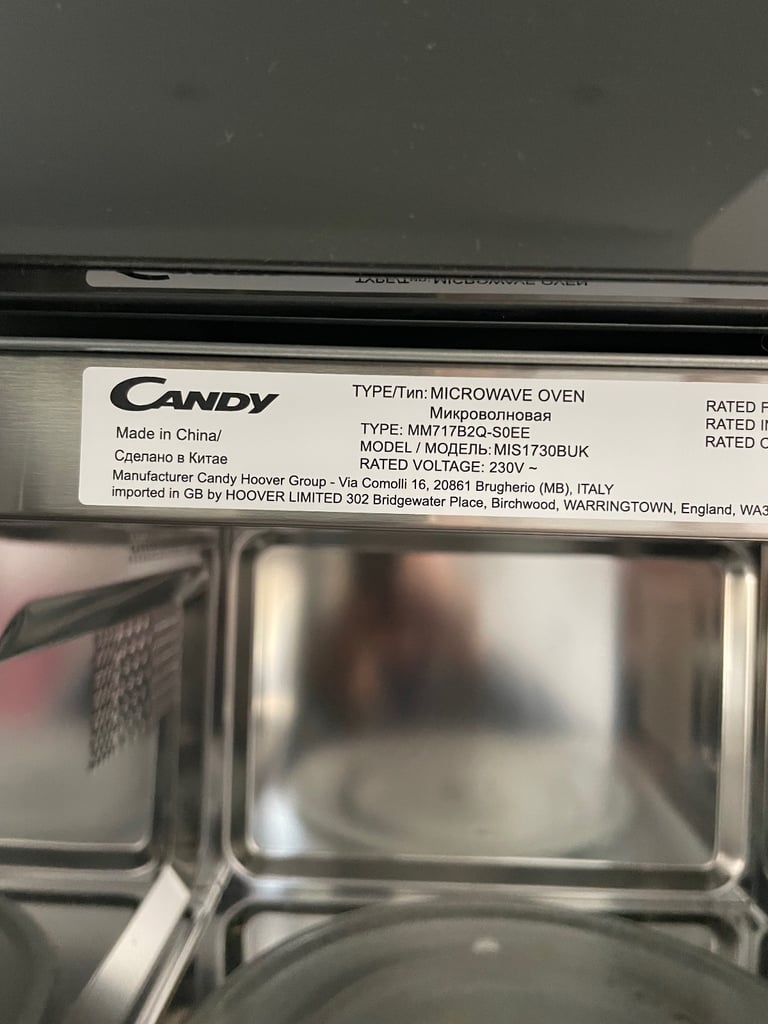 CANDY
Made in China/
Сделано в Китае
TYPE/Тип: MICROWAVE OVEN
Микроволновая
TYPE: MM717B2Q-S0EE
MODEL / МОДЕЛЬ: MIS1730BUK
RATED VOLTAGE: 230V ~
Manufacturer Candy Hoover Group - Via Comolli 16, 20861 Brugherio (MB), ITALY
imported in GB by HOOVER LIMITED 302 Bridgewater Place, Birchwood, WARRINGTOWN, England, WA3
RATED
RATED
RATED